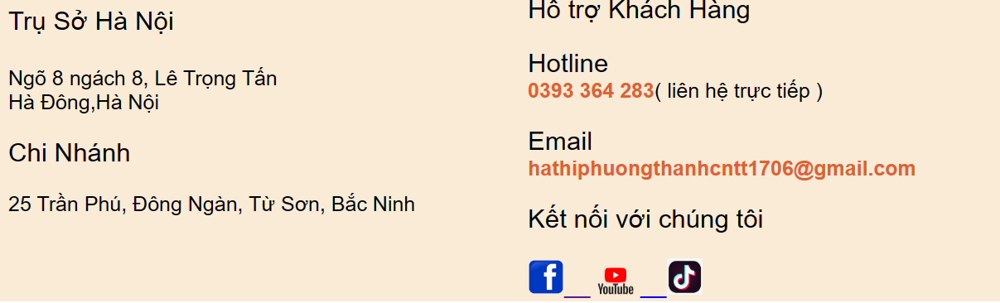 Trụ Sở Hà Nội
Ngõ 8 ngách 8, Lê Trọng Tấn
Hà Đông,Hà Nội
Chi Nhánh
25 Trần Phú, Đông Ngàn, Từ Sơn, Bắc Ninh
Hỗ trợ Khách Hàng
Hotline
0393 364 283( liên hệ trực tiếp )
Email
hathiphuongthanhcntt1706@gmail.com
Kết nối với chúng tôi
YouTube